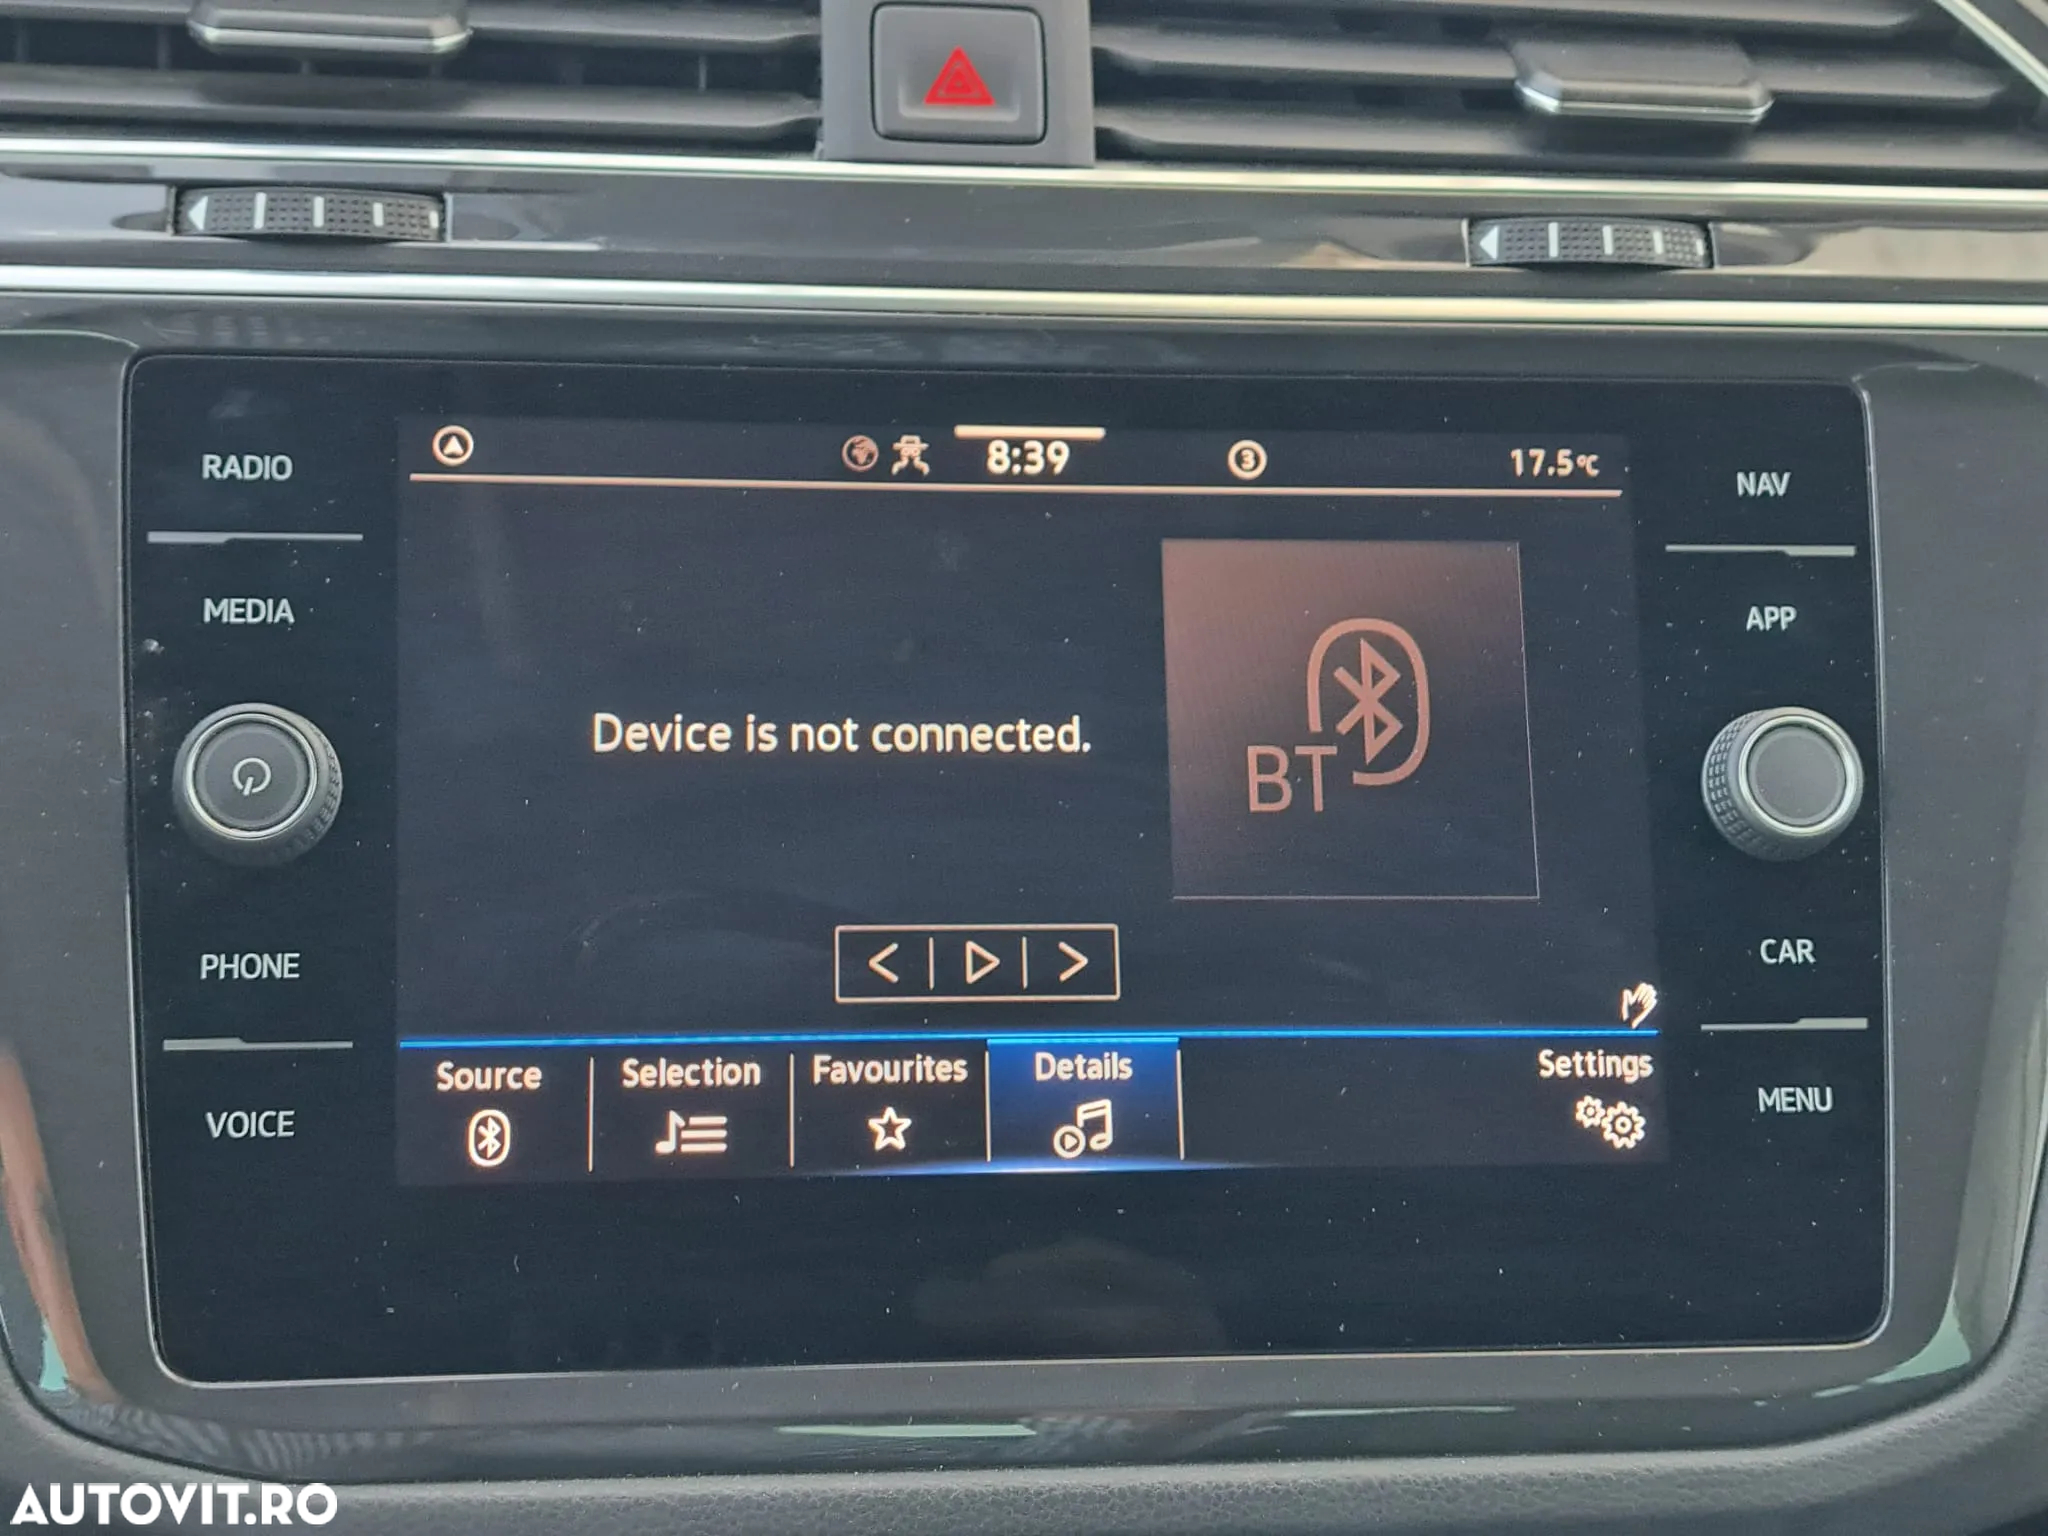 RADIO
MEDIA
PHONE
VOICE
8:39
3
17.5°C
Device is not connected.
BT
Source
Selection
Favourites
Details
Settings
NAV
APP
CAR
MENU
AUTOVIT.RO